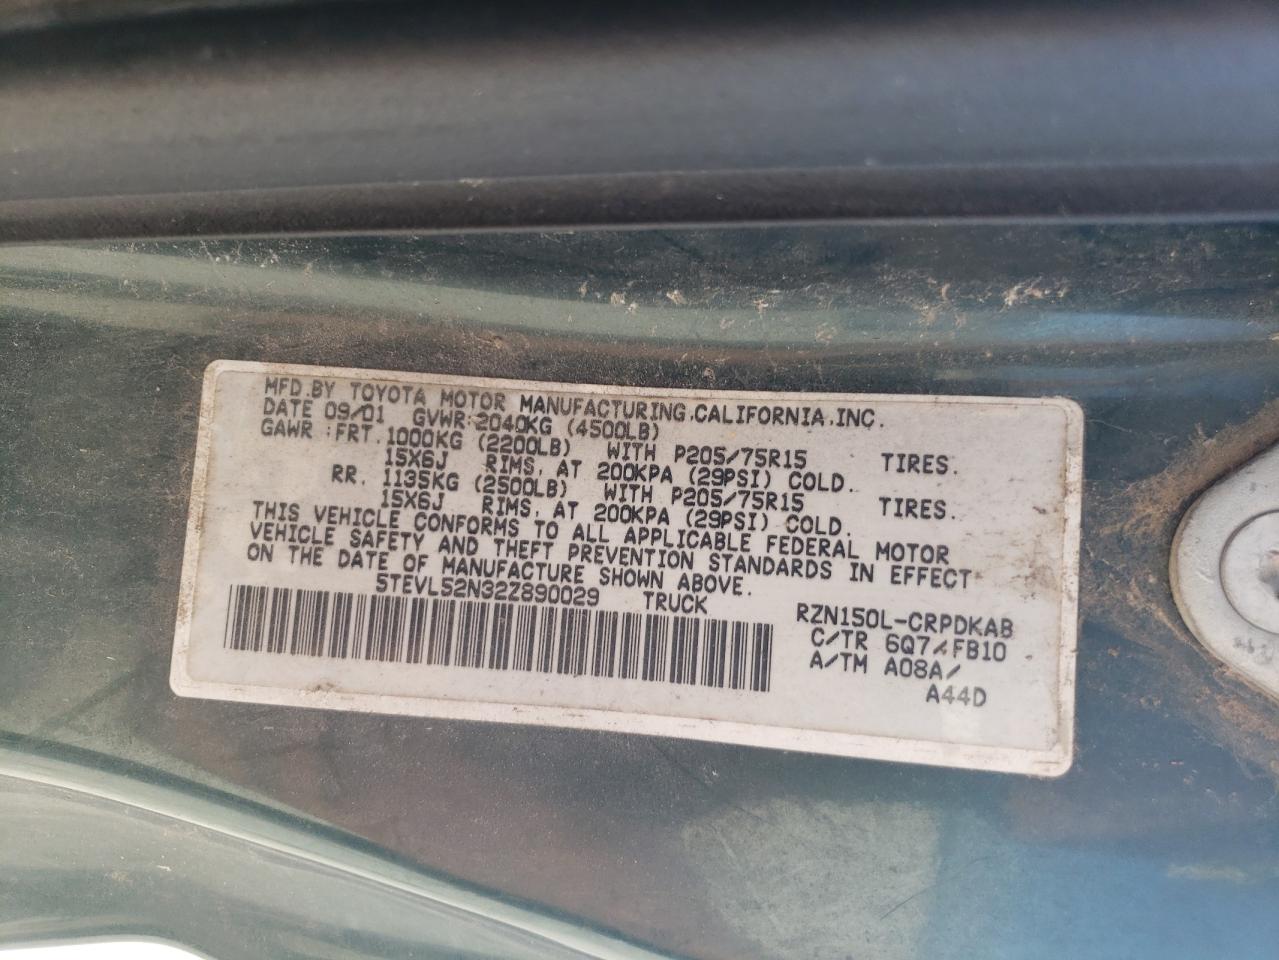 MFD.BY TOYOTA MOTOR MANUFACTURING,CALIFORNIA,INC.
DATE 09/01 GVWR:2040KG (4500LB)
GAWR :FRT. 1000KG (2200LB) WITH P205/75R15 TIRES.
15X6J RIMS, AT 200KPA (29PSI) COLD.
RR. 1135KG (2500LB) WITH P205/75R15 TIRES.
15X6J RIMS, AT 200KPA (29PSI) COLD.
THIS VEHICLE CONFORMS TO ALL APPLICABLE FEDERAL MOTOR
VEHICLE SAFETY AND THEFT PREVENTION STANDARDS IN EFFECT
ON THE DATE OF MANUFACTURE SHOWN ABOVE.
5TEVL52N32Z890029 TRUCK
RZN150L-CRPDKAB
C/TR 6Q7/FB10
A/TM A08A/
A44D